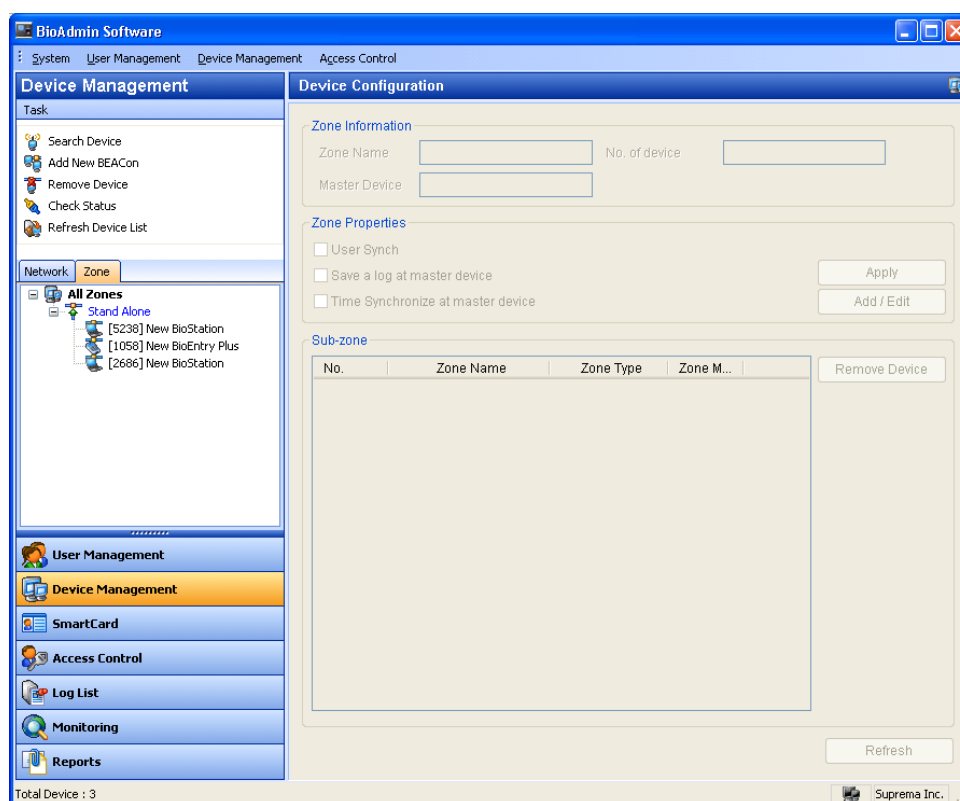 BioAdmin Software
System User Management Device Management Access Control
Device Management
Task
Search Device
Add New BEACon
Remove Device
Check Status
Refresh Device List
Network Zone
All Zones
Stand Alone
[5238] New BioStation
[1058] New BioEntry Plus
[2686] New BioStation
User Management
Device Management
SmartCard
Access Control
Log List
Monitoring
Reports
Device Configuration
Zone Information
Zone Name No. of device
Master Device
Zone Properties
User Synch
Save a log at master device
Time Synchronize at master device
Apply
Add / Edit
Sub-zone
No. Zone Name Zone Type Zone M...
Remove Device
Refresh
Total Device : 3 Suprema Inc.